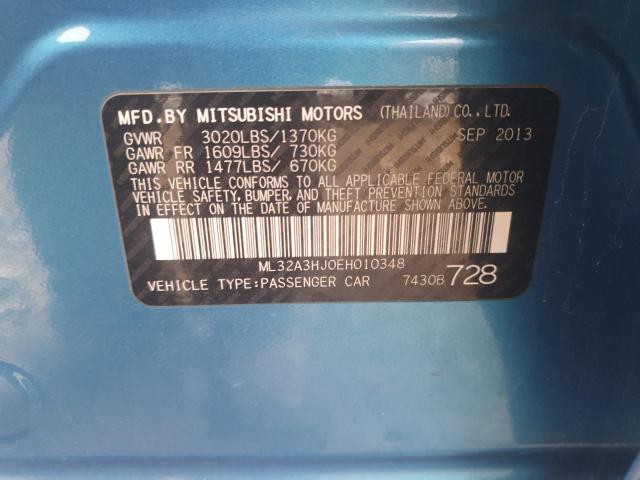 MFD.BY MITSUBISHI MOTORS (THAILAND)CO.,LTD.
GVWR 3020LBS/1370KG SEP 2013
GAWR FR 1609LBS/ 730KG
GAWR RR 1477LBS/ 670KG
THIS VEHICLE CONFORMS TO ALL APPLICABLE FEDERAL MOTOR
VEHICLE SAFETY,BUMPER,AND THEFT PREVENTION STANDARDS
IN EFFECT ON THE DATE OF MANUFACTURE SHOWN ABOVE.
ML32A3HJ0EH010348
VEHICLE TYPE:PASSENGER CAR 7430B 728